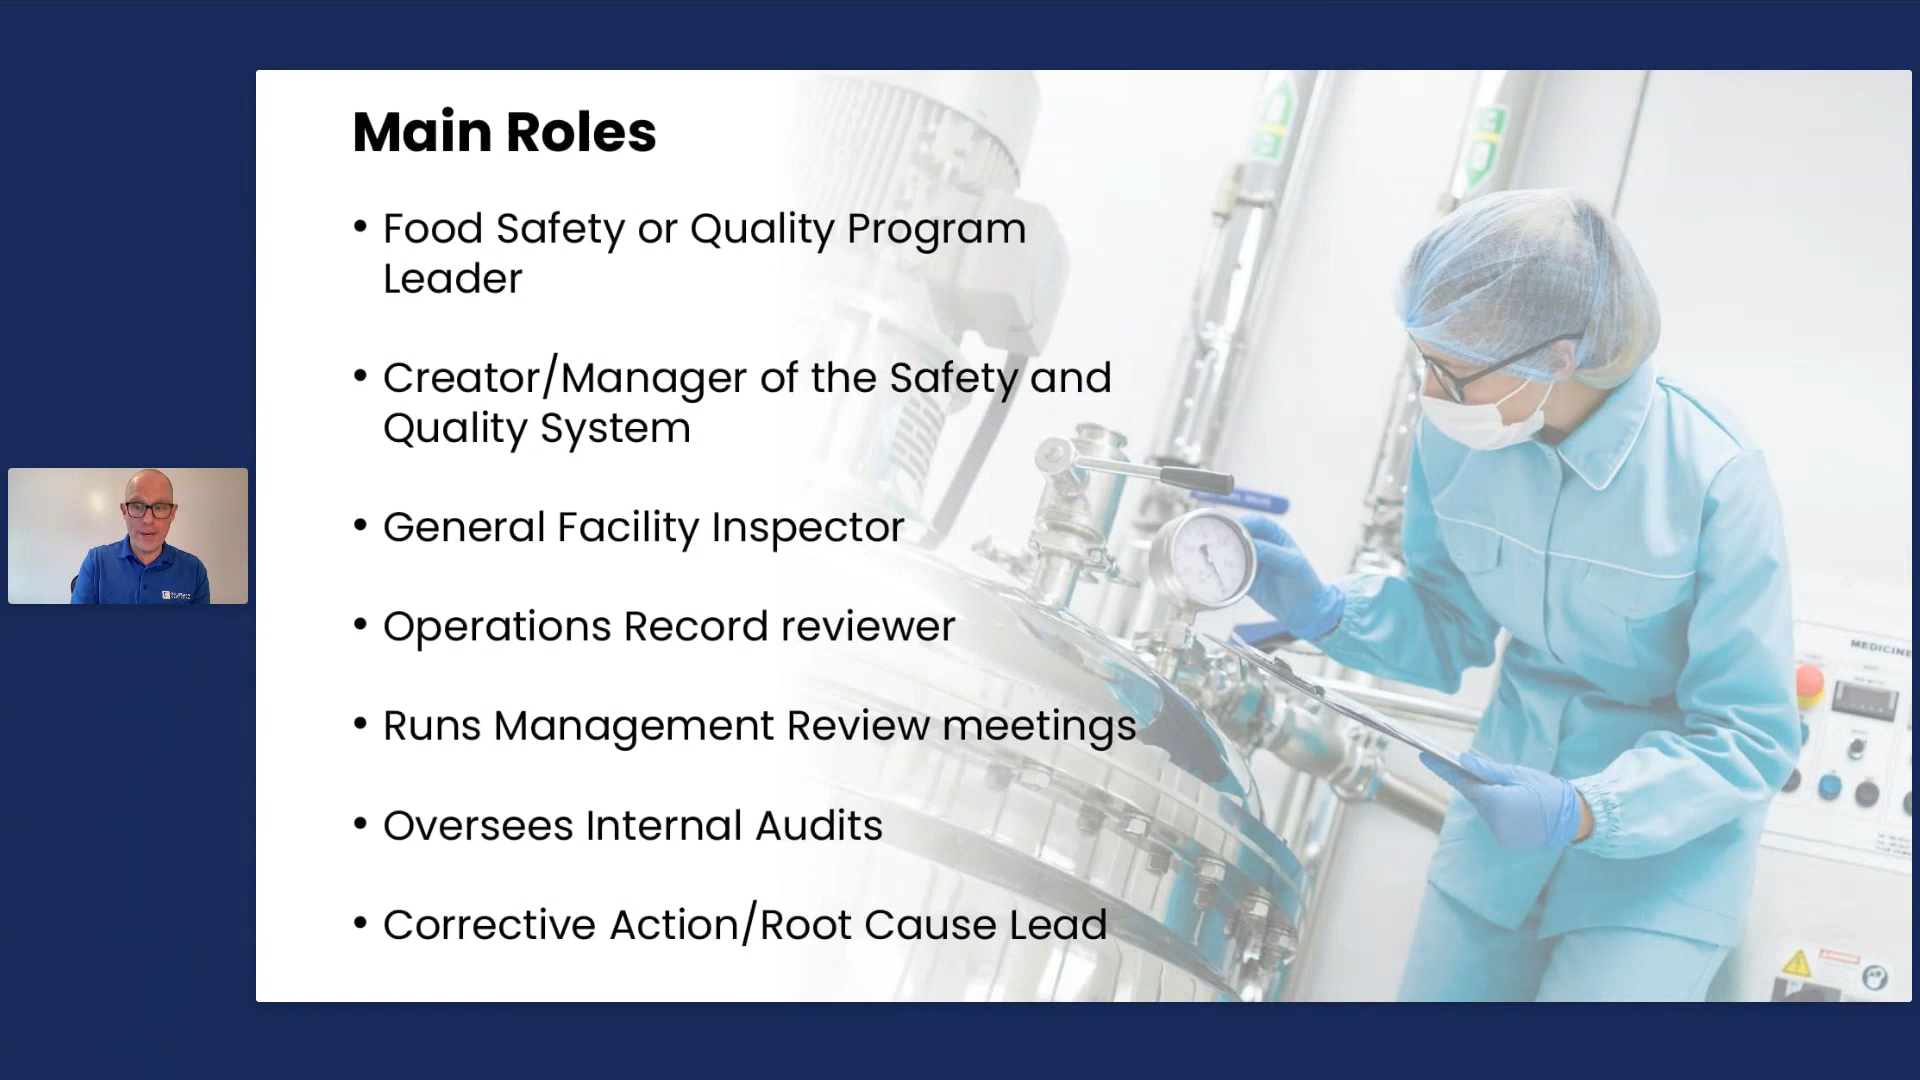 Main Roles
• Food Safety or Quality Program
Leader
• Creator/Manager of the Safety and
Quality System
• General Facility Inspector
• Operations Record reviewer
• Runs Management Review meetings
• Oversees Internal Audits
• Corrective Action/Root Cause Lead
MEDICINE